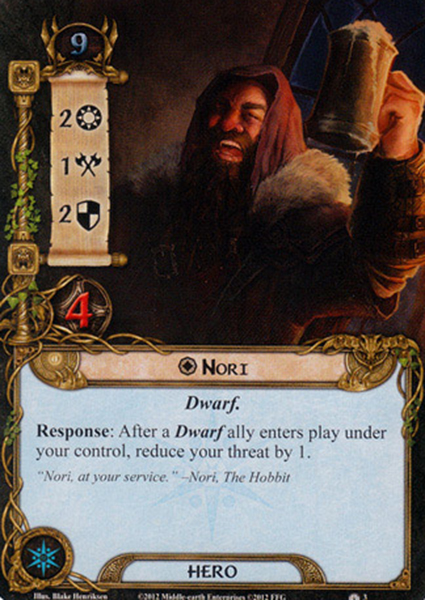 9
2
1
2
4
Nori
Dwarf.
Response: After a Dwarf ally enters play under
your control, reduce your threat by 1.
“Nori, at your service.” –Nori, The Hobbit
HERO
Illus. Blake Henriksen ©2012 Middle-earth Enterprises ©2012 FFG 3